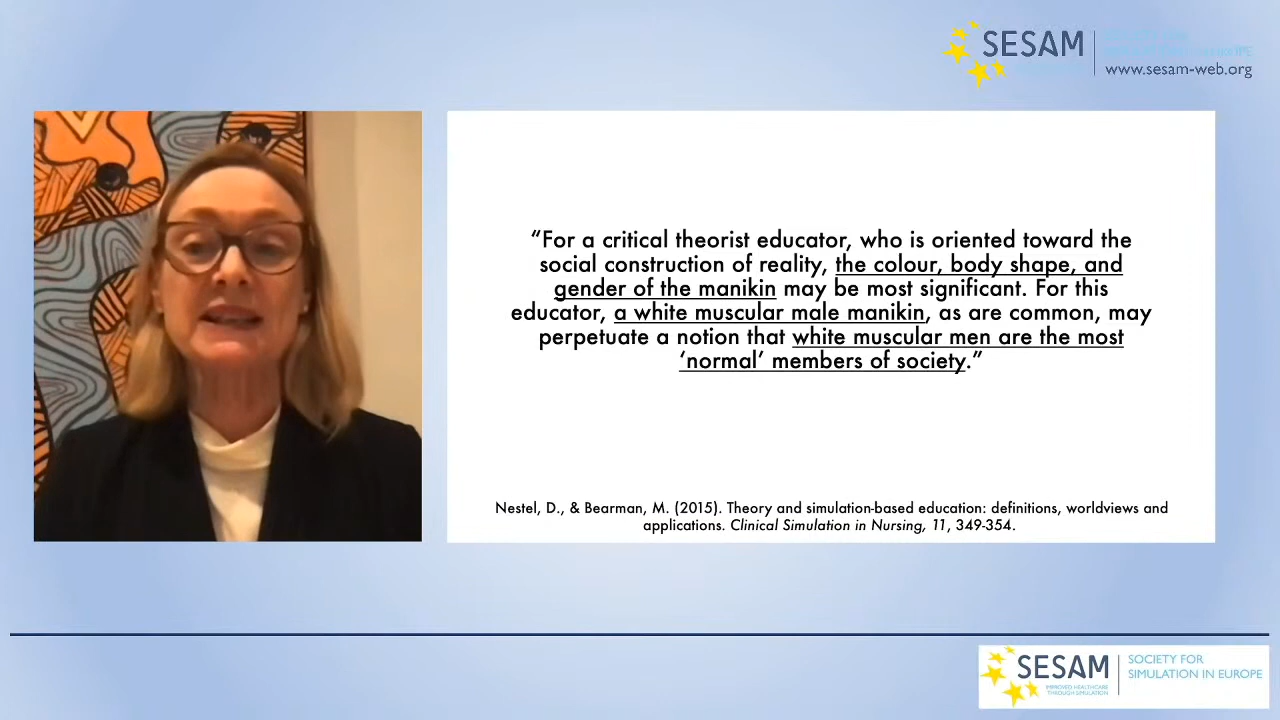 SESAM
www.sesam-web.org
“For a critical theorist educator, who is oriented toward the
social construction of reality, the colour, body shape, and
gender of the manikin may be most significant. For this
educator, a white muscular male manikin, as are common, may
perpetuate a notion that white muscular men are the most
‘normal’ members of society.”
Nestel, D., & Bearman, M. (2015). Theory and simulation-based education: definitions, worldviews and
applications. Clinical Simulation in Nursing, 11, 349-354.
SESAM
IMPROVED HEALTHCARE
THROUGH SIMULATION
SOCIETY FOR
SIMULATION IN EUROPE